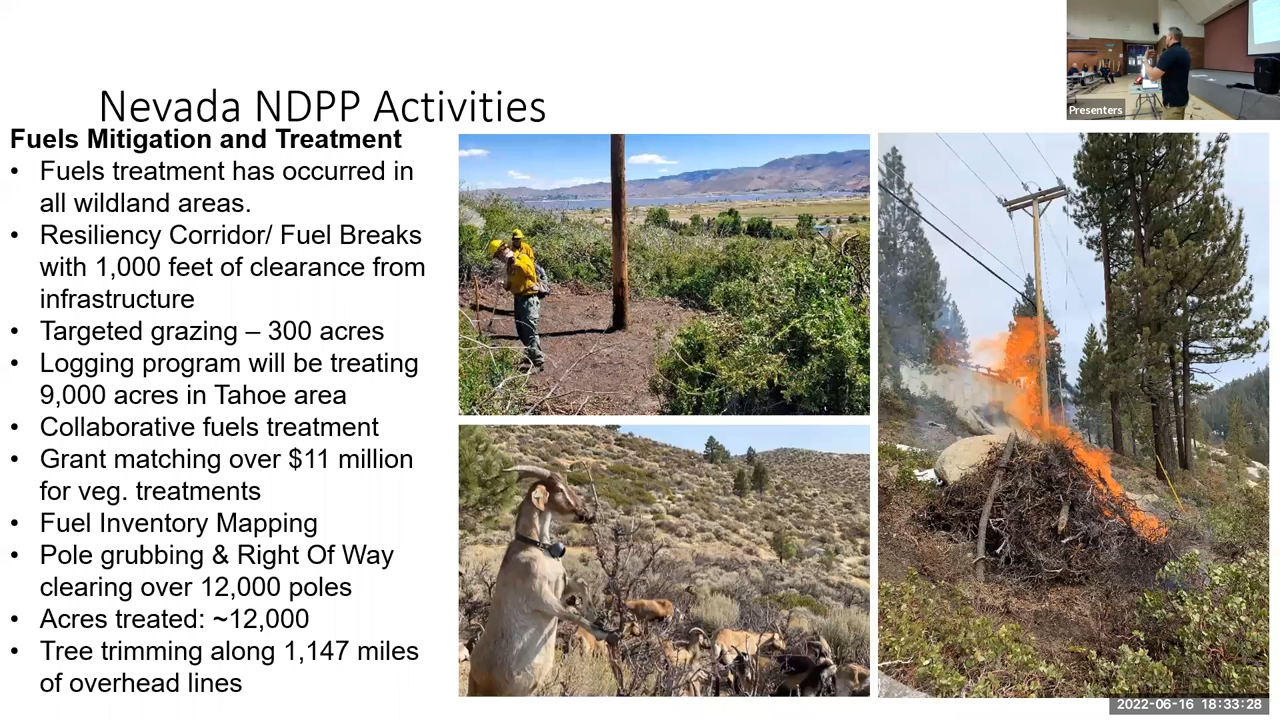 Nevada NDPP Activities
Fuels Mitigation and Treatment
• Fuels treatment has occurred in
all wildland areas.
• Resiliency Corridor/ Fuel Breaks
with 1,000 feet of clearance from
infrastructure
• Targeted grazing – 300 acres
• Logging program will be treating
9,000 acres in Tahoe area
• Collaborative fuels treatment
• Grant matching over $11 million
for veg. treatments
• Fuel Inventory Mapping
• Pole grubbing & Right Of Way
clearing over 12,000 poles
• Acres treated: ~12,000
• Tree trimming along 1,147 miles
of overhead lines
Presenters
2022-06-16 18:33:28